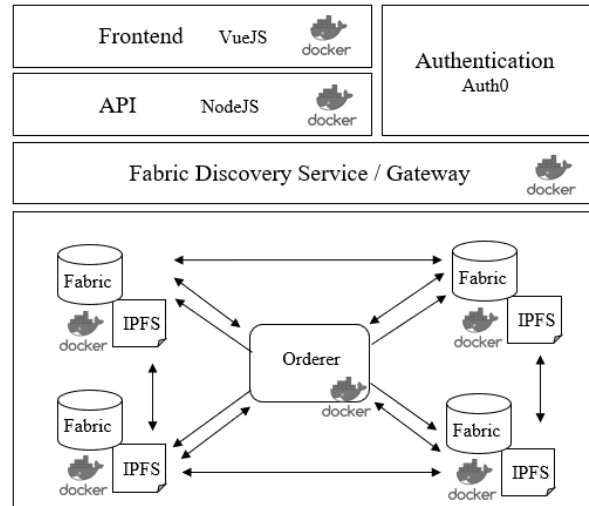 Frontend VueJS docker
API NodeJS docker
Authentication
Auth0
Fabric Discovery Service / Gateway docker
Fabric
IPFS
docker
Fabric
IPFS
docker
Orderer
docker
Fabric
IPFS
docker
Fabric
IPFS
docker